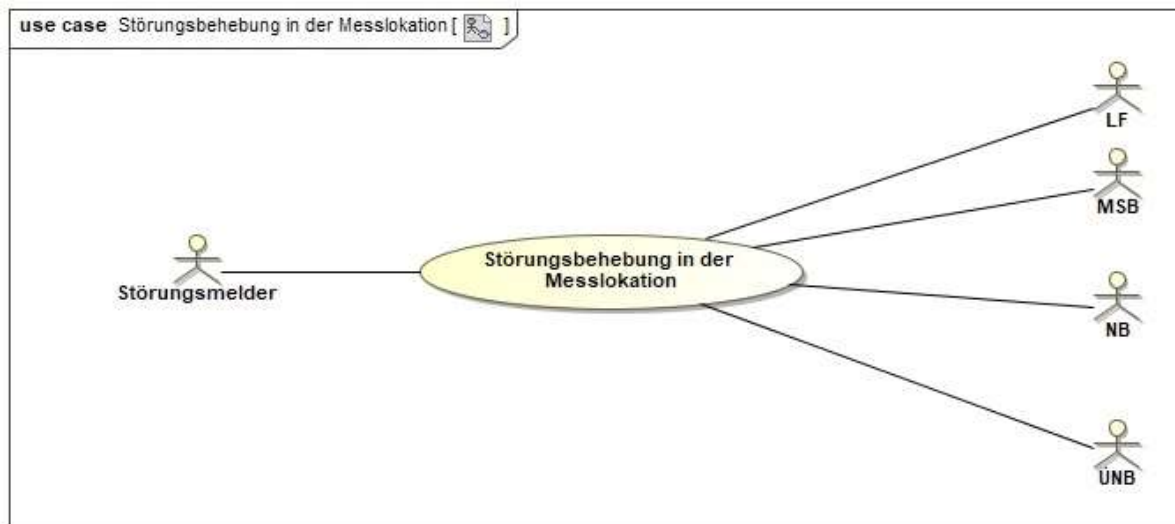 use case Störungsbehebung in der Messlokation [ ]
LF
MSB
Störungsbehebung in der
Messlokation
Störungsmelder
NB
ÜNB